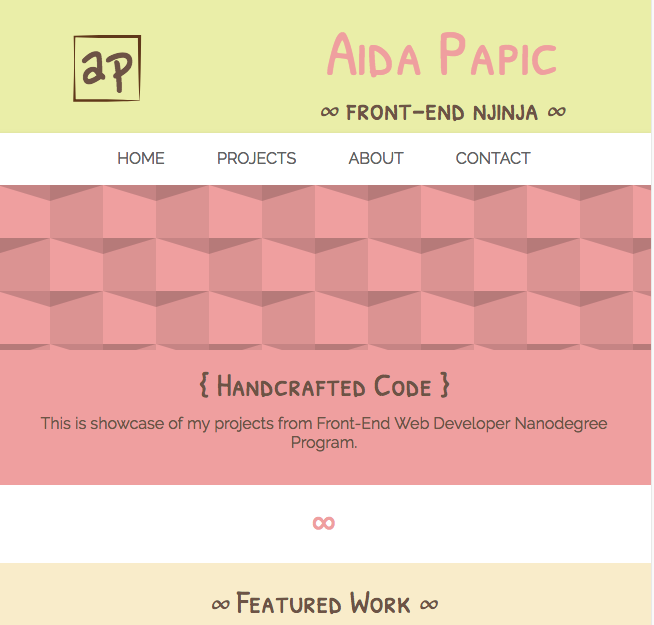 ap
Aida Papic
∞ front-end njinja ∞
HOME PROJECTS ABOUT CONTACT
{ Handcrafted Code }
This is showcase of my projects from Front-End Web Developer Nanodegree
Program.
∞
∞ Featured Work ∞